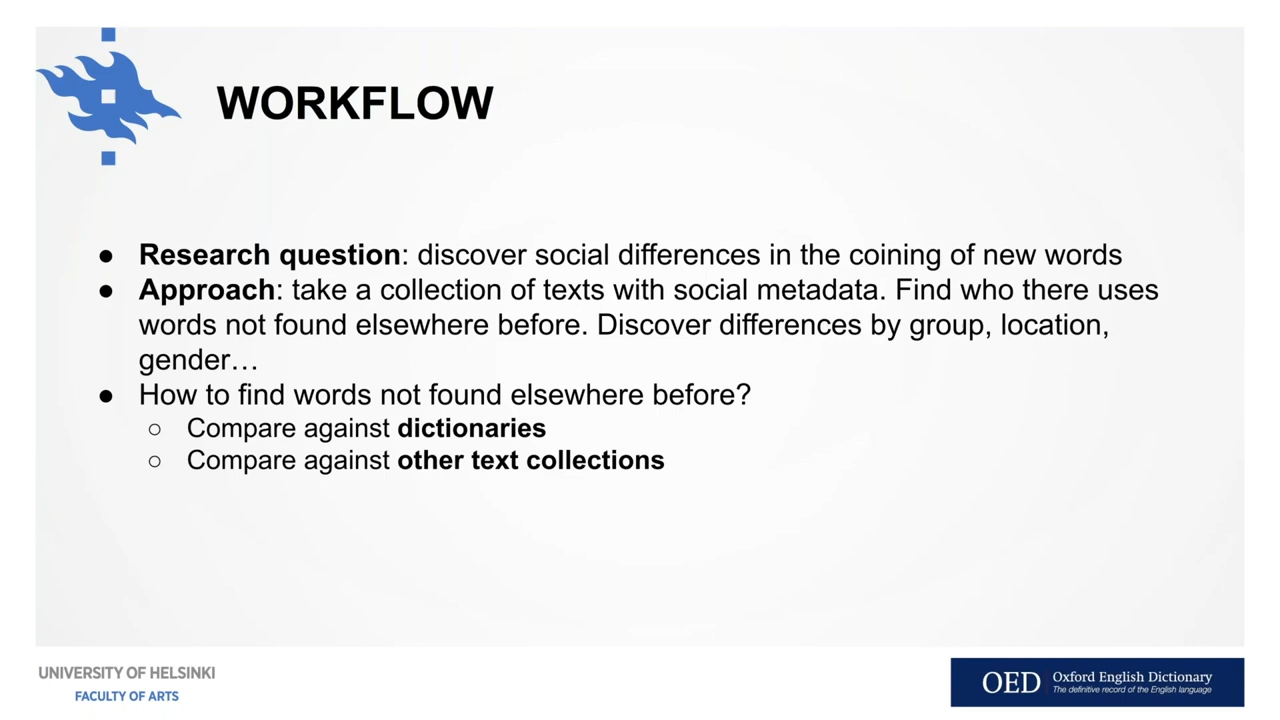 WORKFLOW
● Research question: discover social differences in the coining of new words
● Approach: take a collection of texts with social metadata. Find who there uses
words not found elsewhere before. Discover differences by group, location,
gender…
● How to find words not found elsewhere before?
○ Compare against dictionaries
○ Compare against other text collections
UNIVERSITY OF HELSINKI
FACULTY OF ARTS
OED Oxford English Dictionary
The definitive record of the English language